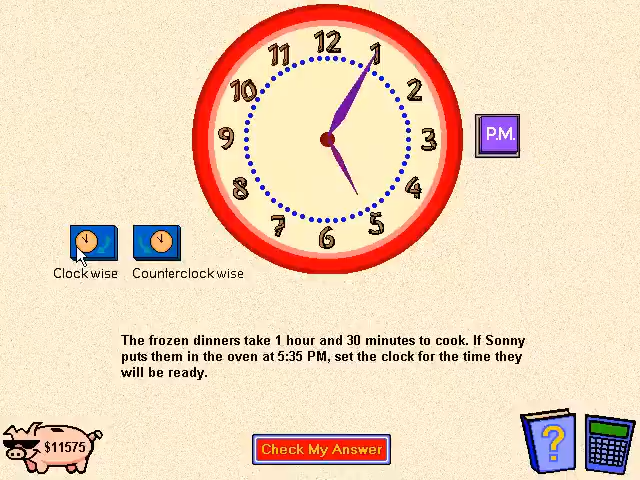 12
11
1
10
2
9
3
8
4
7
5
6
P.M.
Clockwise
Counterclockwise
The frozen dinners take 1 hour and 30 minutes to cook. If Sonny
puts them in the oven at 5:35 PM, set the clock for the time they
will be ready.
$11575
Check My Answer
?